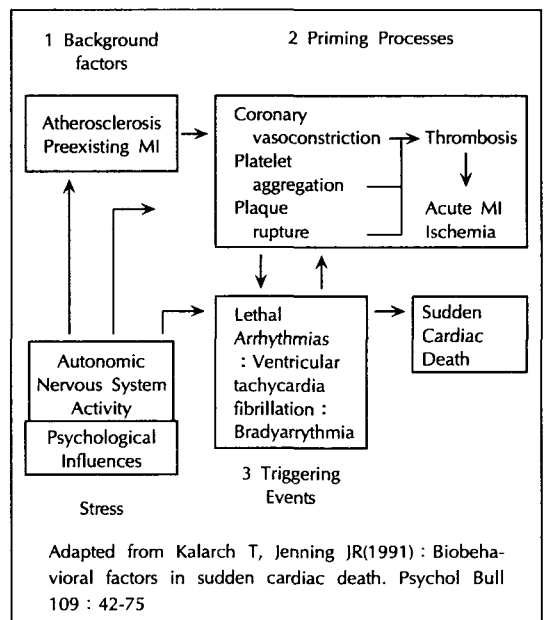 1 Background
factors
2 Priming Processes
Atherosclerosis
Preexisting MI
Coronary
vasoconstriction
Platelet
aggregation
Plaque
rupture
Thrombosis
Acute MI
Ischemia
Autonomic
Nervous System
Activity
Psychological
Influences
Stress
Lethal
Arrhythmias
: Ventricular
tachycardia
fibrillation :
Bradyarrythmia
3 Triggering
Events
Sudden
Cardiac
Death
Adapted from Kalarch T, Jenning JR(1991) : Biobeha-
vioral factors in sudden cardiac death. Psychol Bull
109 : 42-75